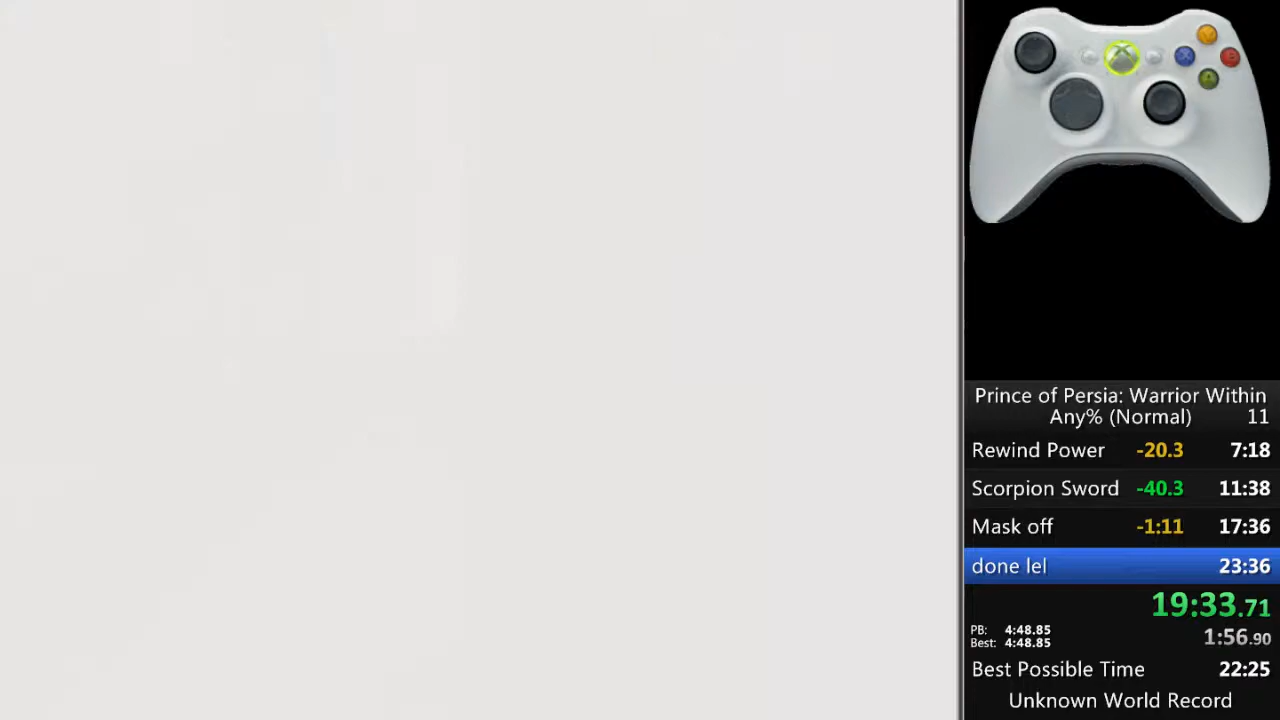 Prince of Persia: Warrior Within
Any% (Normal) 11
Rewind Power -20.3 7:18
Scorpion Sword -40.3 11:38
Mask off -1:11 17:36
done lel 23:36
19:33.71
PB: 4:48.85 1:56.90
Best: 4:48.85
Best Possible Time 22:25
Unknown World Record